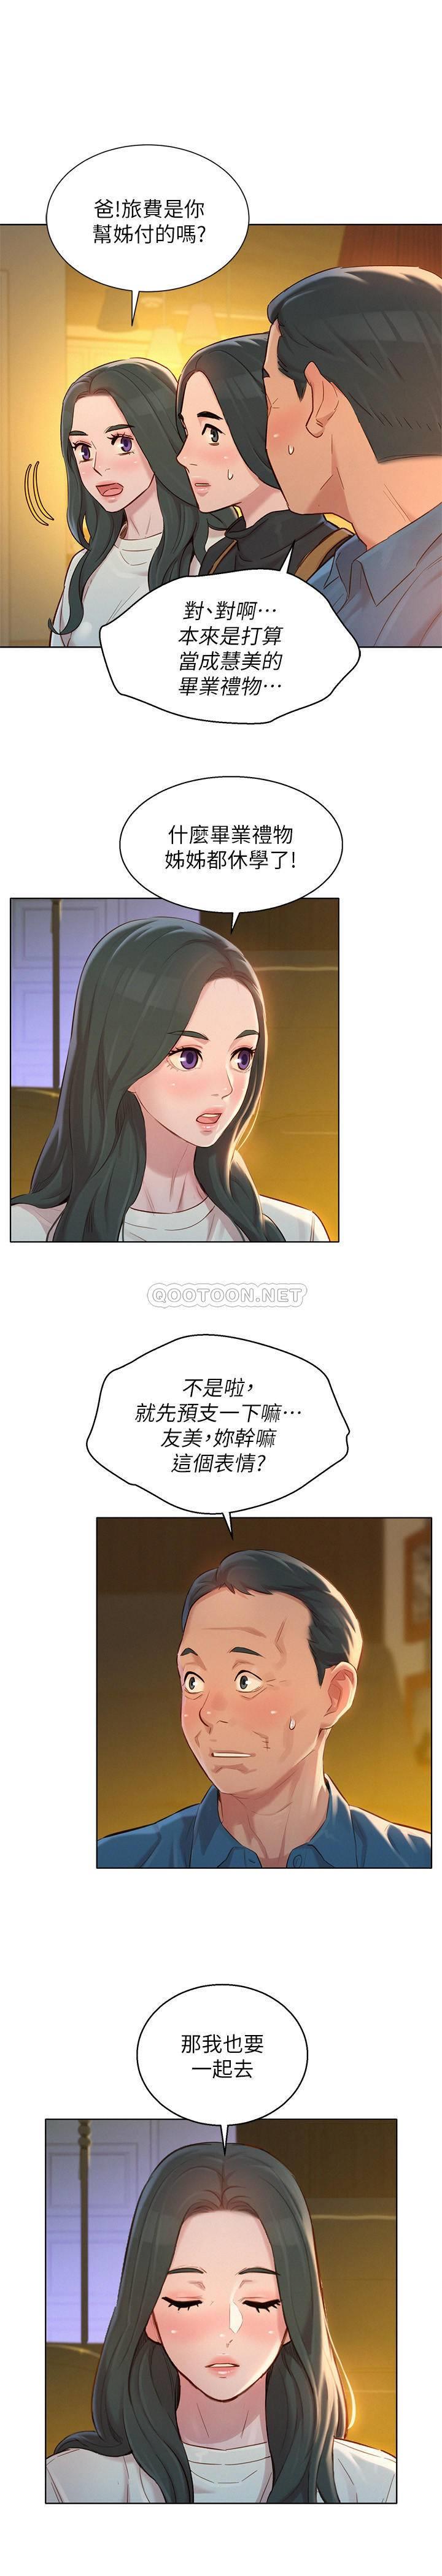 爸!旅費是你
幫姊付的嗎?
對、對啊…
本來是打算
當成慧美的
畢業禮物…
什麼畢業禮物
姊姊都休學了!
QOOTOON.NET
不是啦,
就先預支一下嘛…
友美,妳幹嘛
這個表情?
那我也要
一起去